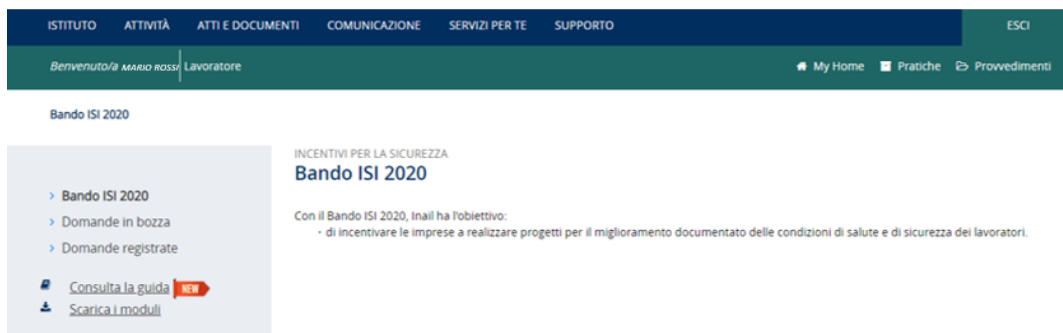 ISTITUTO ATTIVITÀ ATTI E DOCUMENTI COMUNICAZIONE SERVIZI PER TE SUPPORTO ESCI
Benvenuto/a MARIO ROSSI Lavoratore My Home Pratiche Provvedimenti
Bando ISI 2020
Bando ISI 2020
Domande in bozza
Domande registrate
Consulta la guida NEW
Scarica i moduli
INCENTIVI PER LA SICUREZZA
Bando ISI 2020
Con il Bando ISI 2020, Inail ha l'obiettivo:
- di incentivare le imprese a realizzare progetti per il miglioramento documentato delle condizioni di salute e di sicurezza dei lavoratori.